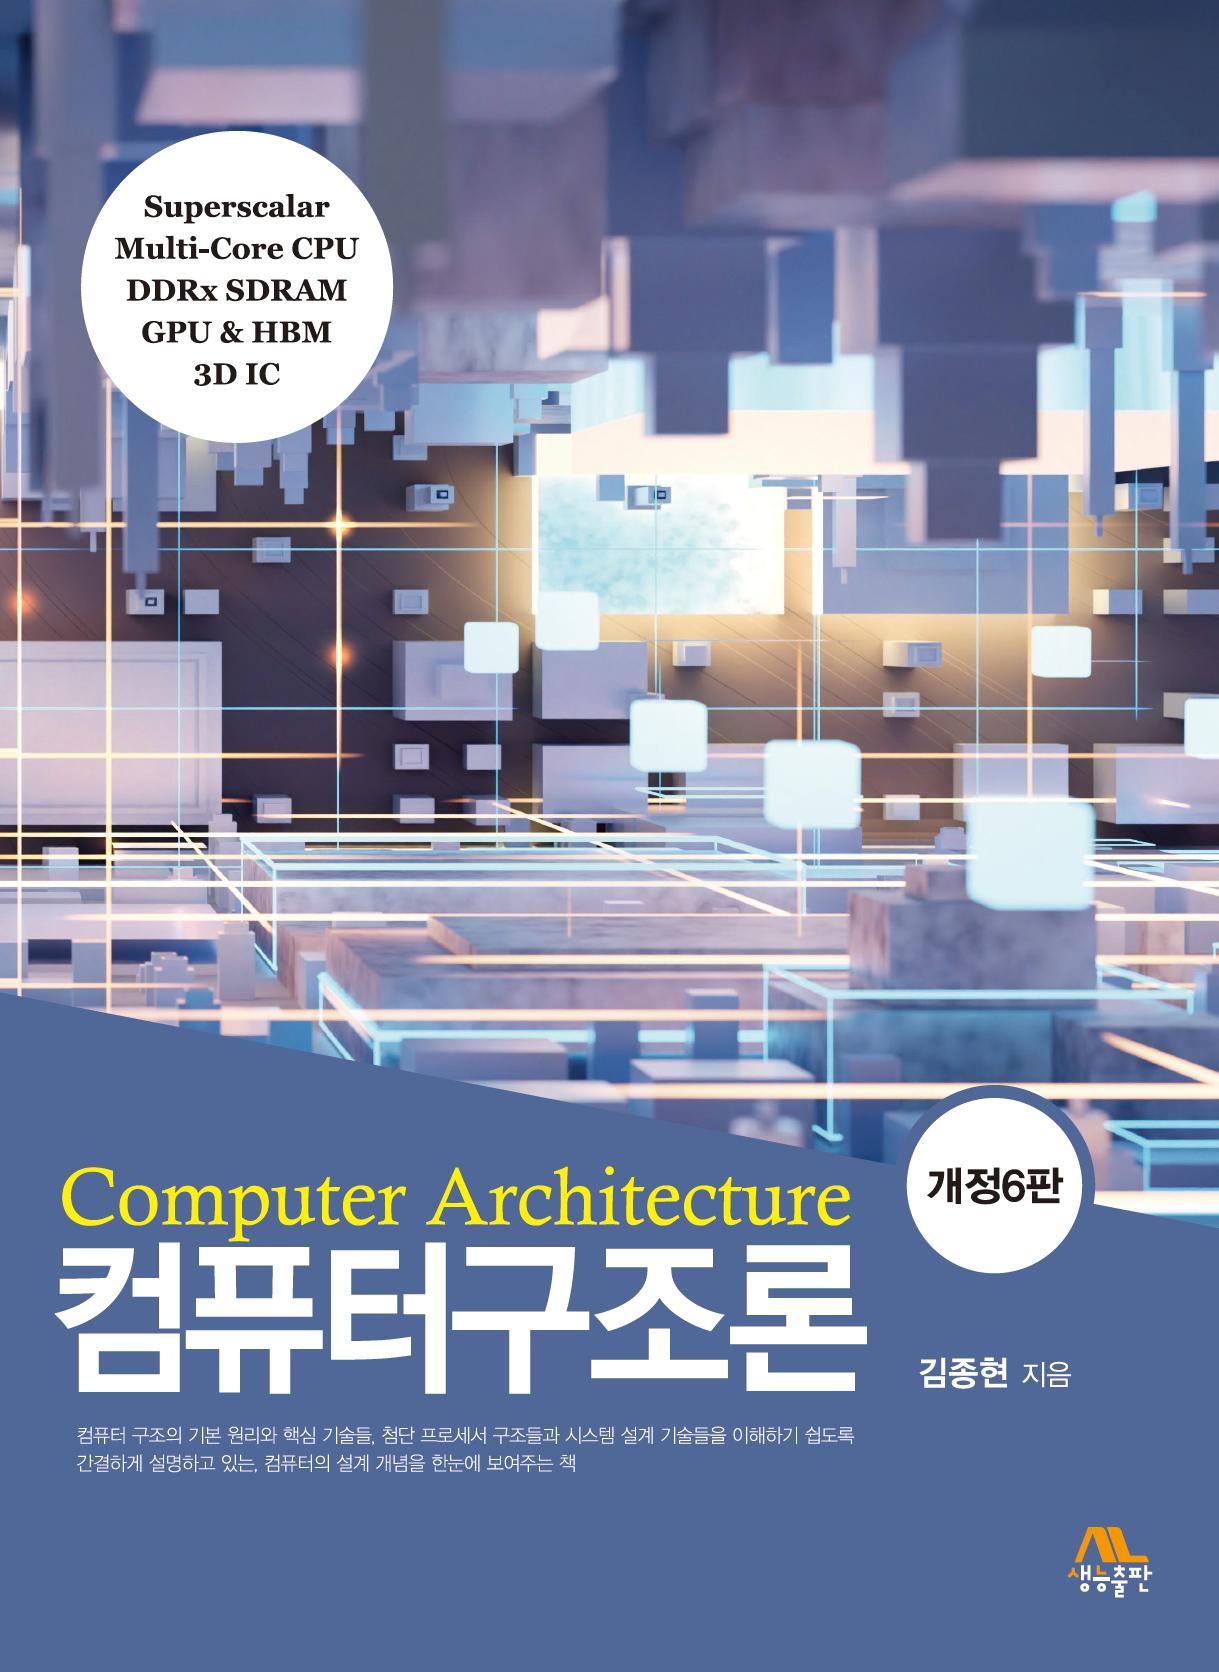 Superscalar
Multi-Core CPU
DDRx SDRAM
GPU & HBM
3D IC
Computer Architecture
개정6판
컴퓨터구조론
김종현 지음
컴퓨터 구조의 기본 원리와 핵심 기술들, 첨단 프로세서 구조들과 시스템 설계 기술들을 이해하기 쉽도록
간결하게 설명하고 있는, 컴퓨터의 설계 개념을 한눈에 보여주는 책
생능출판